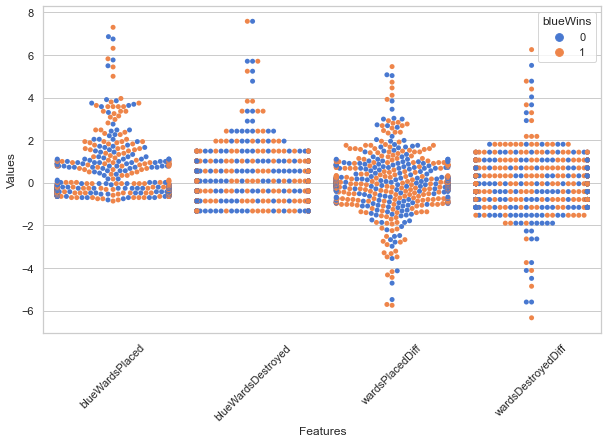 blueWins
0
1
8
6
4
2
0
−2
−4
−6
Values
blueWardsPlaced
blueWardsDestroyed
wardsPlacedDiff
wardsDestroyedDiff
Features